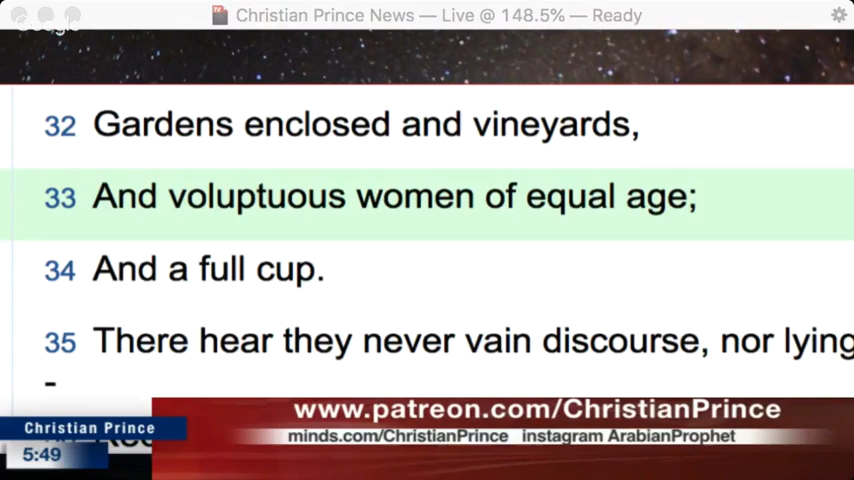 Christian Prince News — Live @ 148.5% — Ready
Google
32 Gardens enclosed and vineyards,
33 And voluptuous women of equal age;
34 And a full cup.
35 There hear they never vain discourse, nor lying
-
www.patreon.com/ChristianPrince
Christian Prince
minds.com/ChristianPrince instagram ArabianProphet
5:49